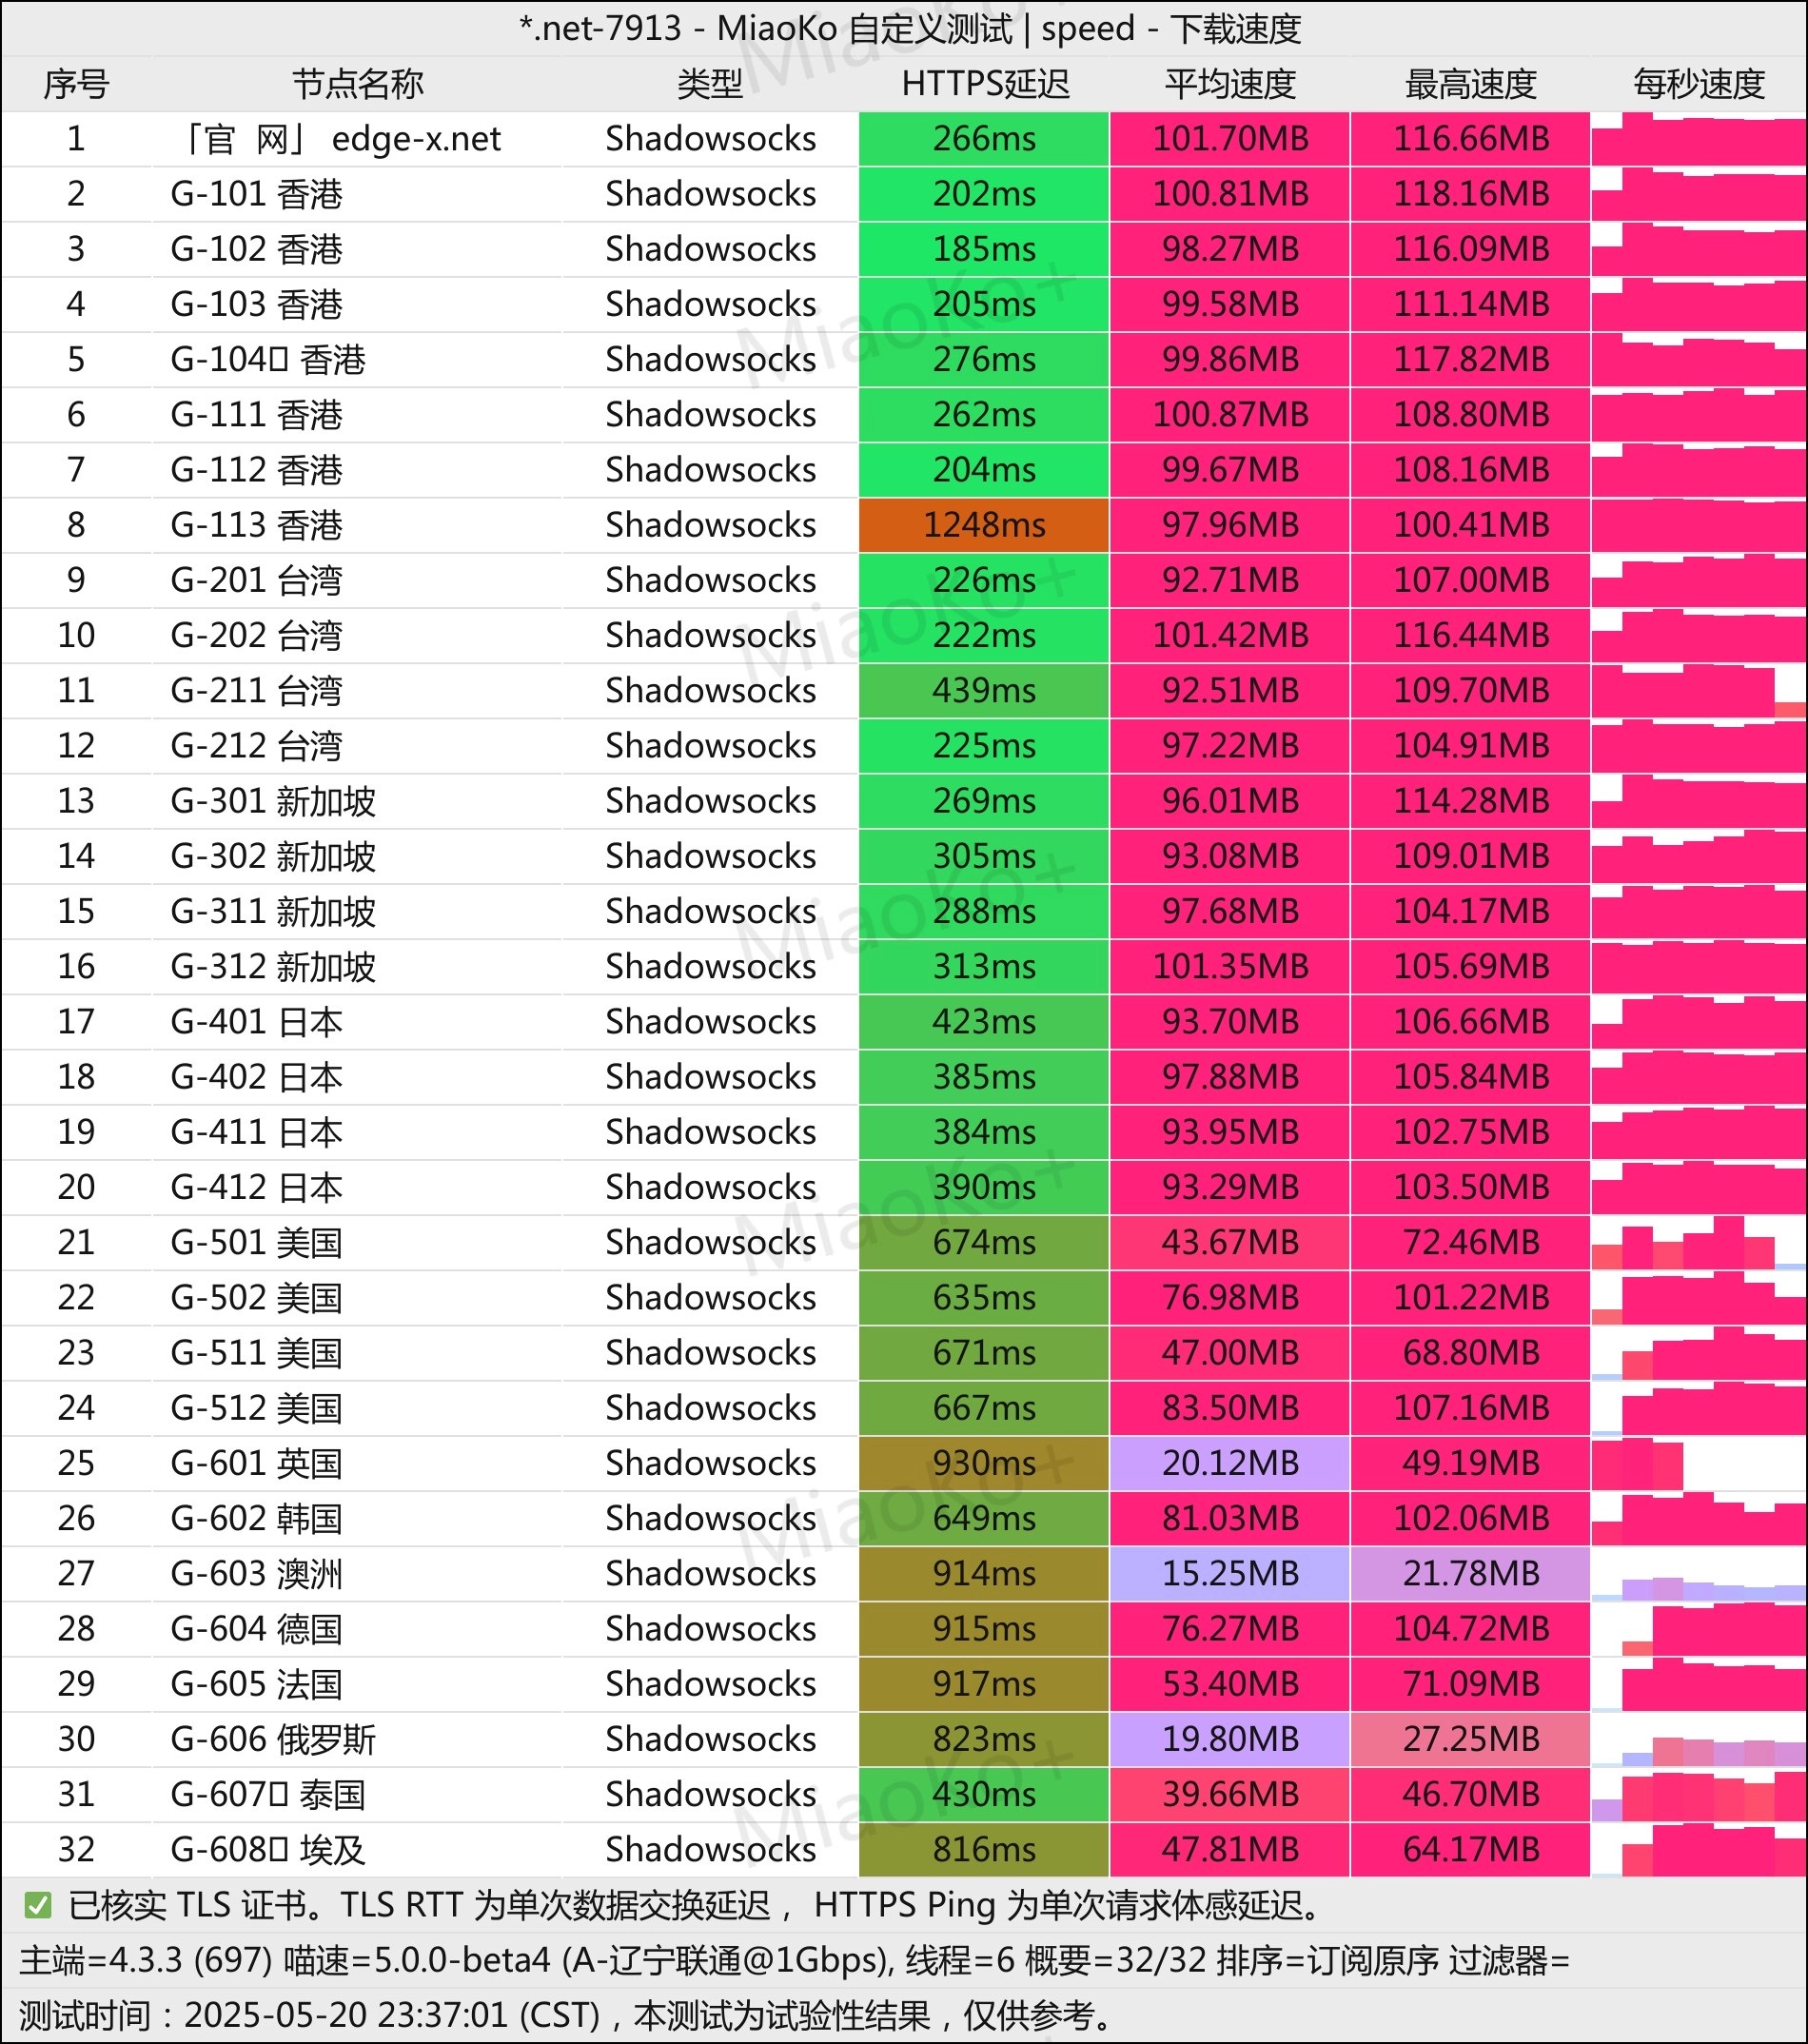 *.net-7913 - MiaoKo 自定义测试 | speed - 下载速度
序号 节点名称 类型 HTTPS延迟 平均速度 最高速度 每秒速度
1 「官 网」 edge-x.net Shadowsocks 266ms 101.70MB 116.66MB
2 G-101 香港 Shadowsocks 202ms 100.81MB 118.16MB
3 G-102 香港 Shadowsocks 185ms 98.27MB 116.09MB
4 G-103 香港 Shadowsocks 205ms 99.58MB 111.14MB
5 G-104 香港 Shadowsocks 276ms 99.86MB 117.82MB
6 G-111 香港 Shadowsocks 262ms 100.87MB 108.80MB
7 G-112 香港 Shadowsocks 204ms 99.67MB 108.16MB
8 G-113 香港 Shadowsocks 1248ms 97.96MB 100.41MB
9 G-201 台湾 Shadowsocks 226ms 92.71MB 107.00MB
10 G-202 台湾 Shadowsocks 222ms 101.42MB 116.44MB
11 G-211 台湾 Shadowsocks 439ms 92.51MB 109.70MB
12 G-212 台湾 Shadowsocks 225ms 97.22MB 104.91MB
13 G-301 新加坡 Shadowsocks 269ms 96.01MB 114.28MB
14 G-302 新加坡 Shadowsocks 305ms 93.08MB 109.01MB
15 G-311 新加坡 Shadowsocks 288ms 97.68MB 104.17MB
16 G-312 新加坡 Shadowsocks 313ms 101.35MB 105.69MB
17 G-401 日本 Shadowsocks 423ms 93.70MB 106.66MB
18 G-402 日本 Shadowsocks 385ms 97.88MB 105.84MB
19 G-411 日本 Shadowsocks 384ms 93.95MB 102.75MB
20 G-412 日本 Shadowsocks 390ms 93.29MB 103.50MB
21 G-501 美国 Shadowsocks 674ms 43.67MB 72.46MB
22 G-502 美国 Shadowsocks 635ms 76.98MB 101.22MB
23 G-511 美国 Shadowsocks 671ms 47.00MB 68.80MB
24 G-512 美国 Shadowsocks 667ms 83.50MB 107.16MB
25 G-601 英国 Shadowsocks 930ms 20.12MB 49.19MB
26 G-602 韩国 Shadowsocks 649ms 81.03MB 102.06MB
27 G-603 澳洲 Shadowsocks 914ms 15.25MB 21.78MB
28 G-604 德国 Shadowsocks 915ms 76.27MB 104.72MB
29 G-605 法国 Shadowsocks 917ms 53.40MB 71.09MB
30 G-606 俄罗斯 Shadowsocks 823ms 19.80MB 27.25MB
31 G-607 泰国 Shadowsocks 430ms 39.66MB 46.70MB
32 G-608 埃及 Shadowsocks 816ms 47.81MB 64.17MB
✅ 已核实 TLS 证书。TLS RTT 为单次数据交换延迟，HTTPS Ping 为单次请求体感延迟。
主端=4.3.3 (697) 喵速=5.0.0-beta4 (A-辽宁联通@1Gbps), 线程=6 概要=32/32 排序=订阅原序 过滤器=
测试时间：2025-05-20 23:37:01 (CST)，本测试为试验性结果，仅供参考。
MiaoKo+
MiaoKo+
MiaoKo+
MiaoKo+
MiaoKo+
MiaoKo+
MiaoKo+